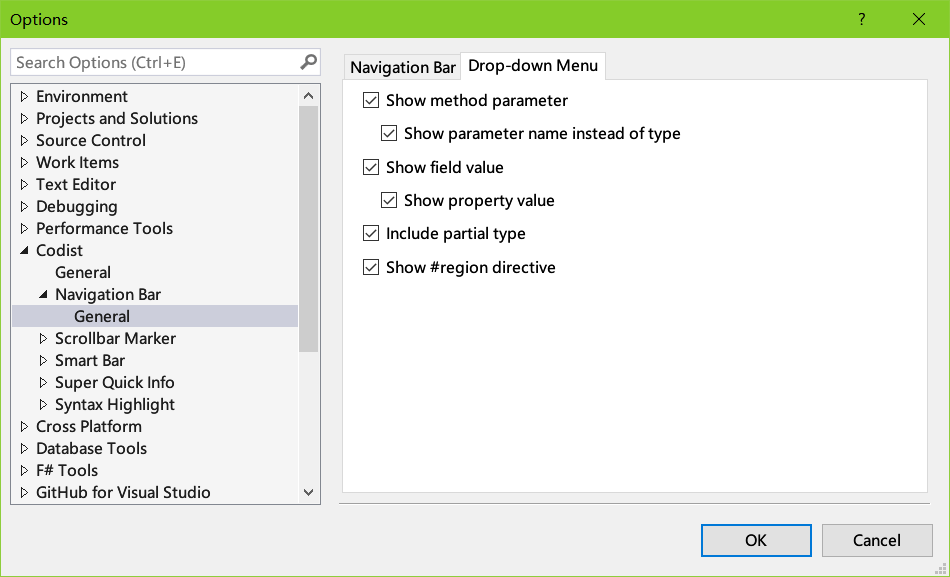 Options
?
Search Options (Ctrl+E)
Environment
Projects and Solutions
Source Control
Work Items
Text Editor
Debugging
Performance Tools
Codist
General
Navigation Bar
General
Scrollbar Marker
Smart Bar
Super Quick Info
Syntax Highlight
Cross Platform
Database Tools
F# Tools
GitHub for Visual Studio
Navigation Bar
Drop-down Menu
Show method parameter
Show parameter name instead of type
Show field value
Show property value
Include partial type
Show #region directive
OK
Cancel